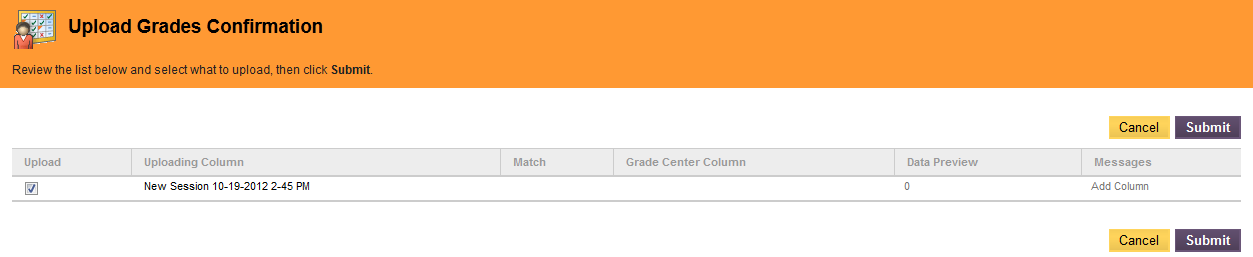 Upload Grades Confirmation
Review the list below and select what to upload, then click Submit.
Cancel Submit
Upload Uploading Column Match Grade Center Column Data Preview Messages
New Session 10-19-2012 2-45 PM 0 Add Column
Cancel Submit